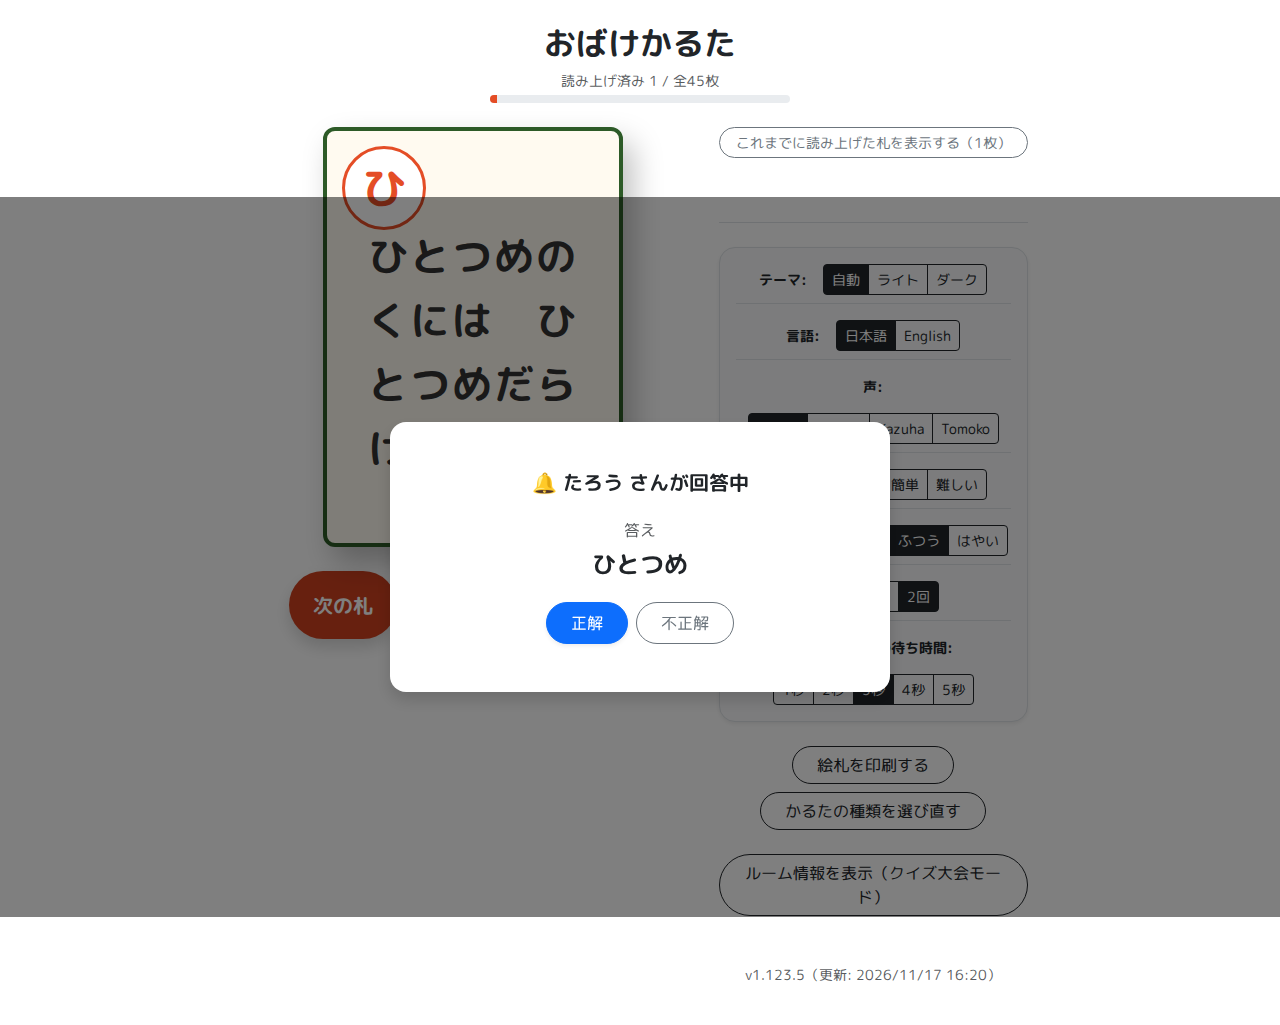 おばけかるた
読み上げ済み 1 / 全45枚
ひ
ひとつめの
くには　ひ
とつめだら
次の札
これまでに読み上げた札を表示する（1枚）
テーマ: 自動 ライト ダーク
言語: 日本語 English
声:
Tomoko
簡単 難しい
ふつう はやい
2回
待ち時間:
4秒 5秒
🔔 たろう さんが回答中
答え
ひとつめ
正解 不正解
絵札を印刷する
かるたの種類を選び直す
ルーム情報を表示（クイズ大会モー
ド）
v1.123.5（更新: 2026/11/17 16:20）